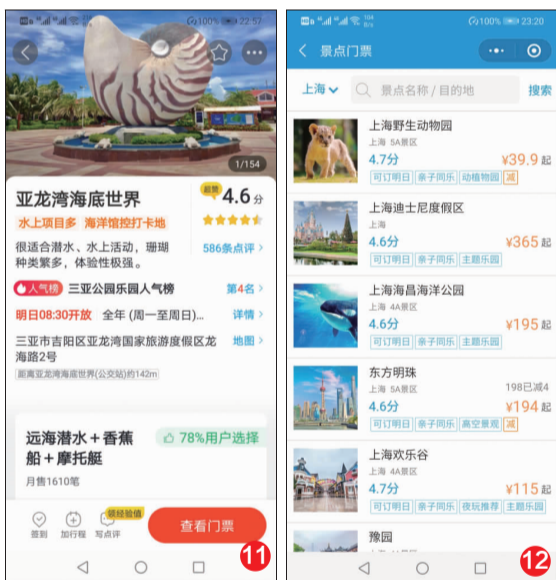 100%
22:57
1/154
亚龙湾海底世界
超赞 4.6分
水上项目多 海洋馆控打卡地
很适合潜水、水上活动，珊瑚
种类繁多，体验性极强。
586条点评 >
人气榜 三亚公园乐园人气榜 第4名 >
明日08:30开放 全年 (周一至周日)... 详情 >
三亚市吉阳区亚龙湾国家旅游度假区龙
海路2号
地图 >
距离亚龙湾海底世界(公交站)约142m
远海潜水＋香蕉
船＋摩托艇
78%用户选择
月售1610笔
签到
加行程
领经验值
写点评
查看门票
11
100%
23:20
< 景点门票
上海
景点名称 / 目的地
搜索
上海野生动物园
上海 5A景区
4.7分 ¥39.9起
可订明日 亲子同乐 动植物园 减
上海迪士尼度假区
上海
4.6分 ¥365起
可订明日 亲子同乐 主题乐园
上海海昌海洋公园
上海 4A景区
4.6分 ¥195起
可订明日 亲子同乐 主题乐园
东方明珠
上海 5A景区 198已减4
4.6分 ¥194起
可订明日 亲子同乐 高空景观 减
上海欢乐谷
上海 4A景区
4.7分 ¥115起
可订明日 亲子同乐 夜玩推荐 主题乐园
豫园
12